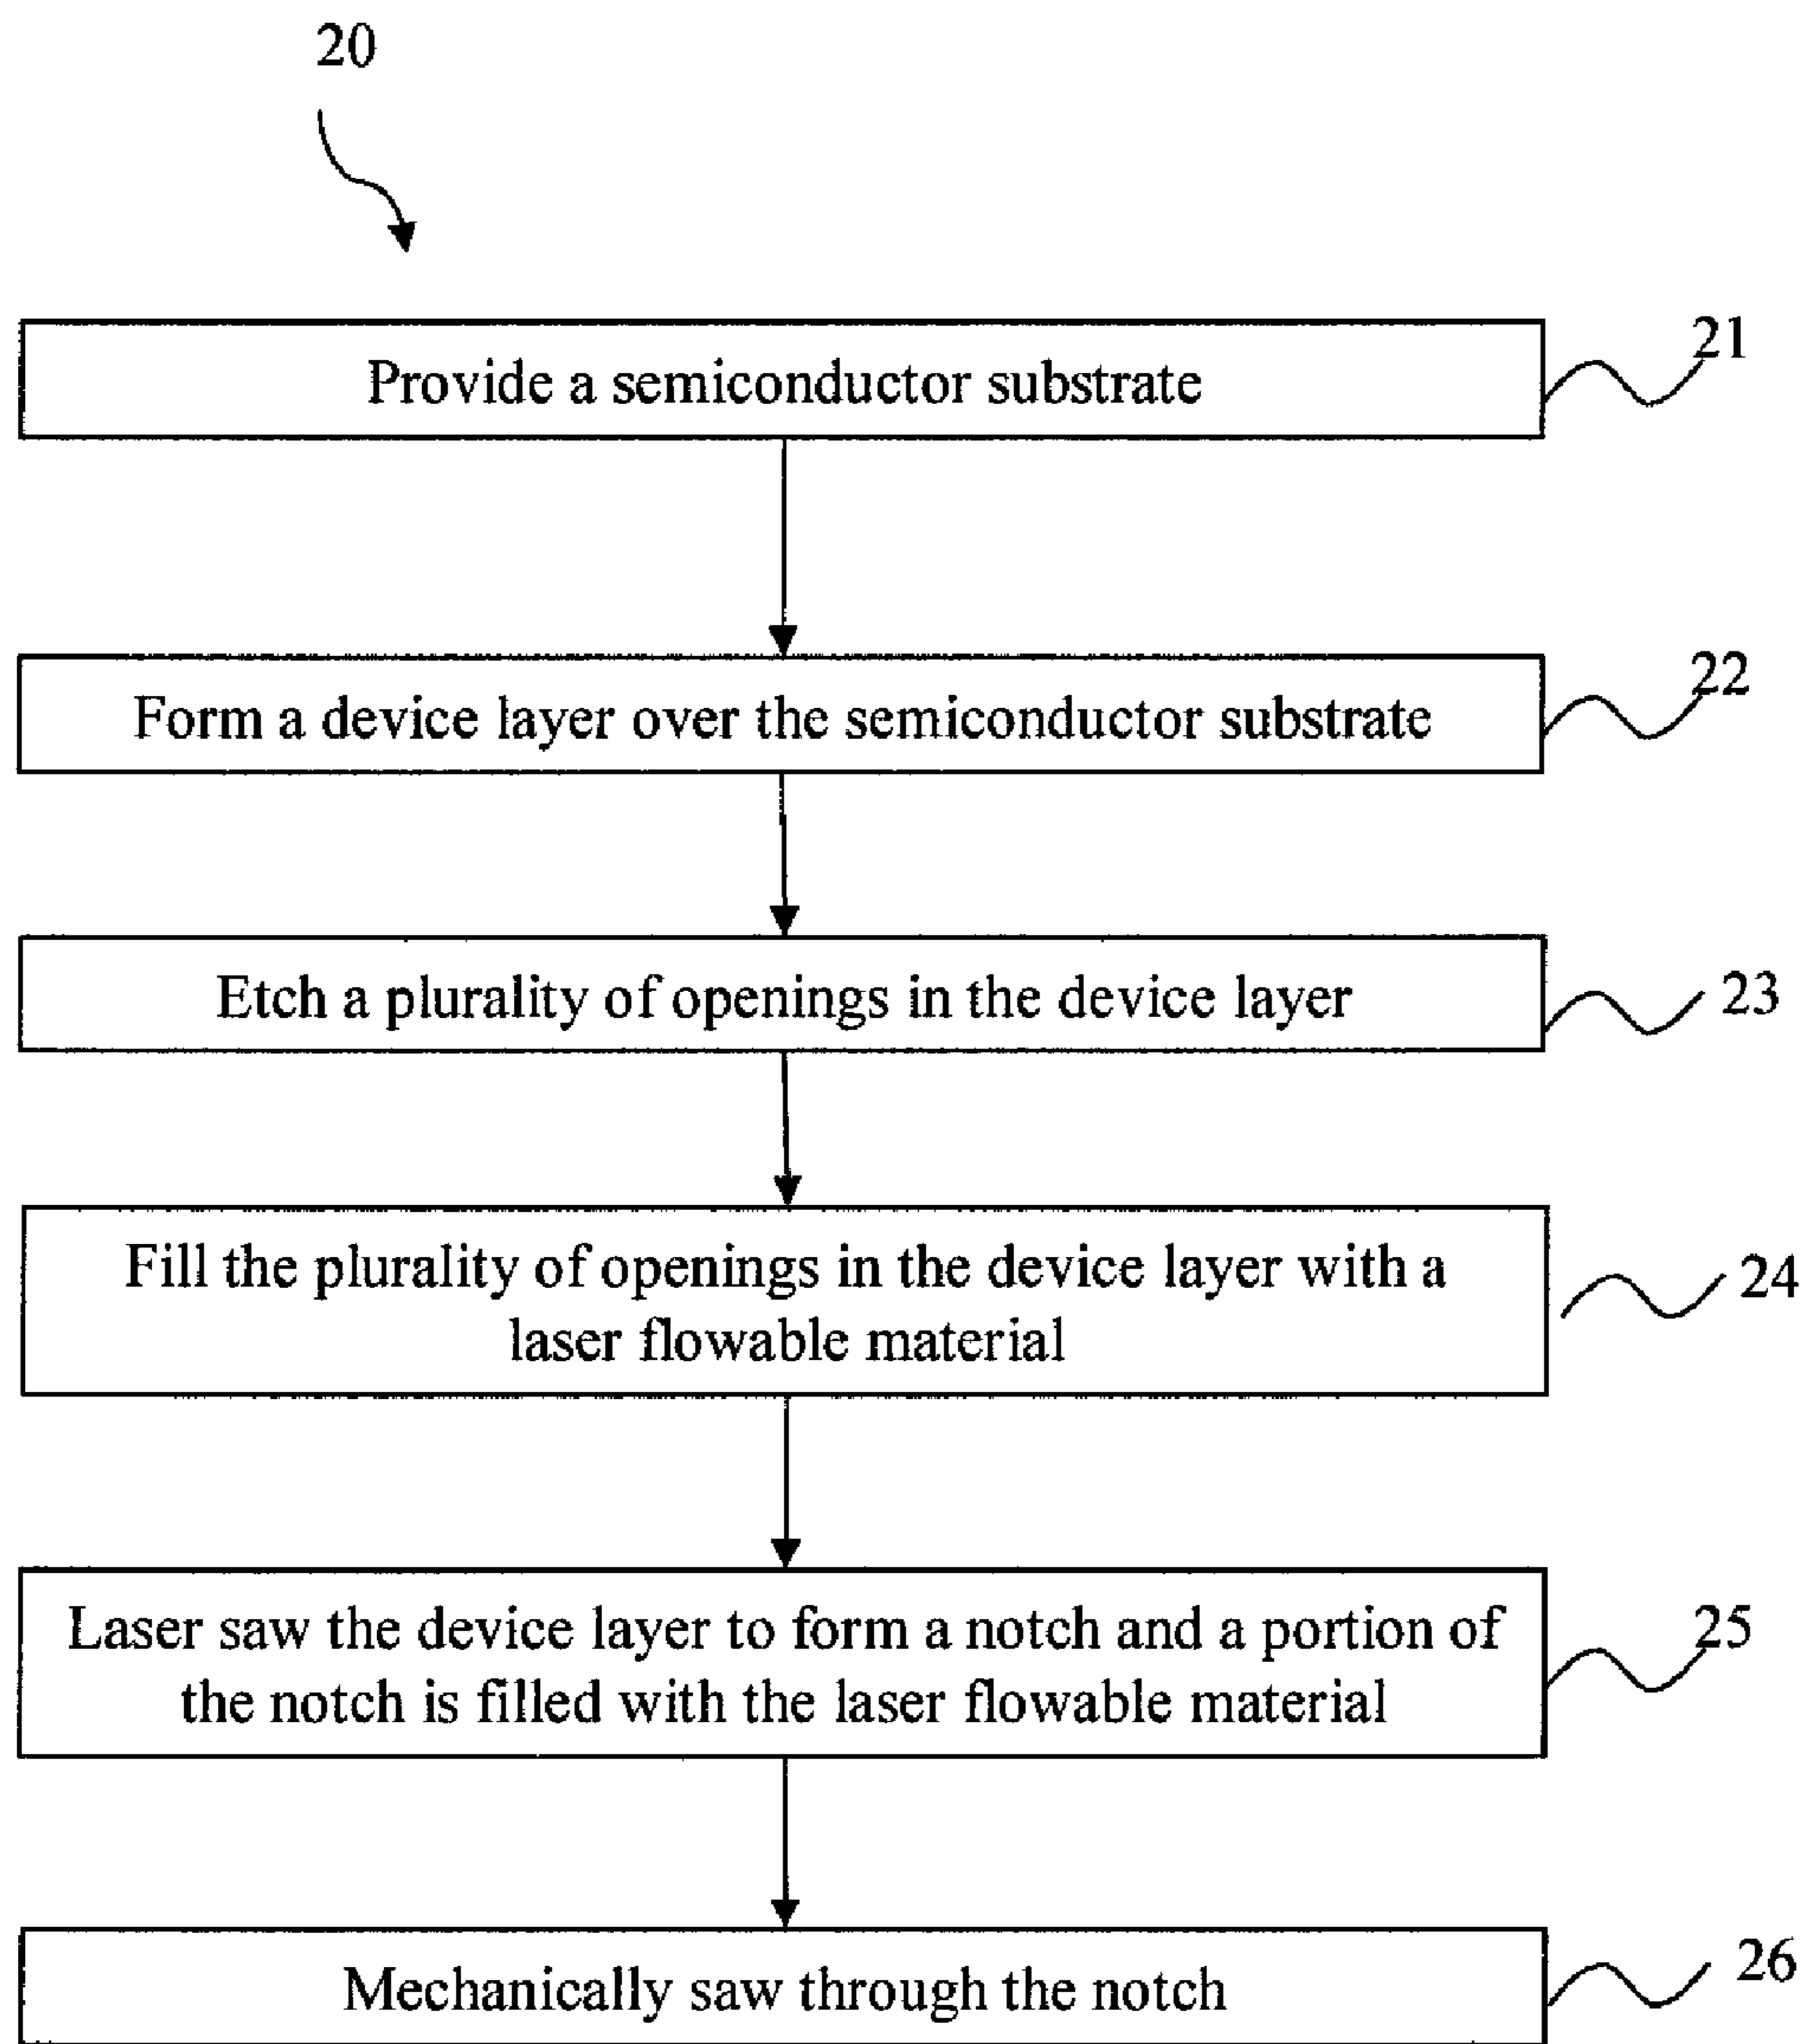 20
Provide a semiconductor substrate
21
Form a device layer over the semiconductor substrate
22
Etch a plurality of openings in the device layer
23
Fill the plurality of openings in the device layer with a
laser flowable material
24
Laser saw the device layer to form a notch and a portion of
the notch is filled with the laser flowable material
25
Mechanically saw through the notch
26